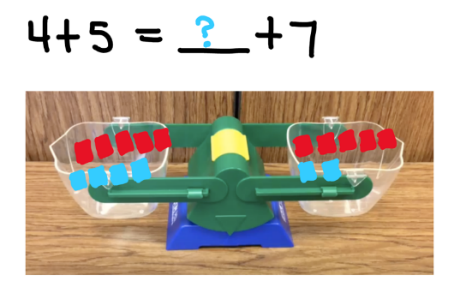 4+5 = ? +7